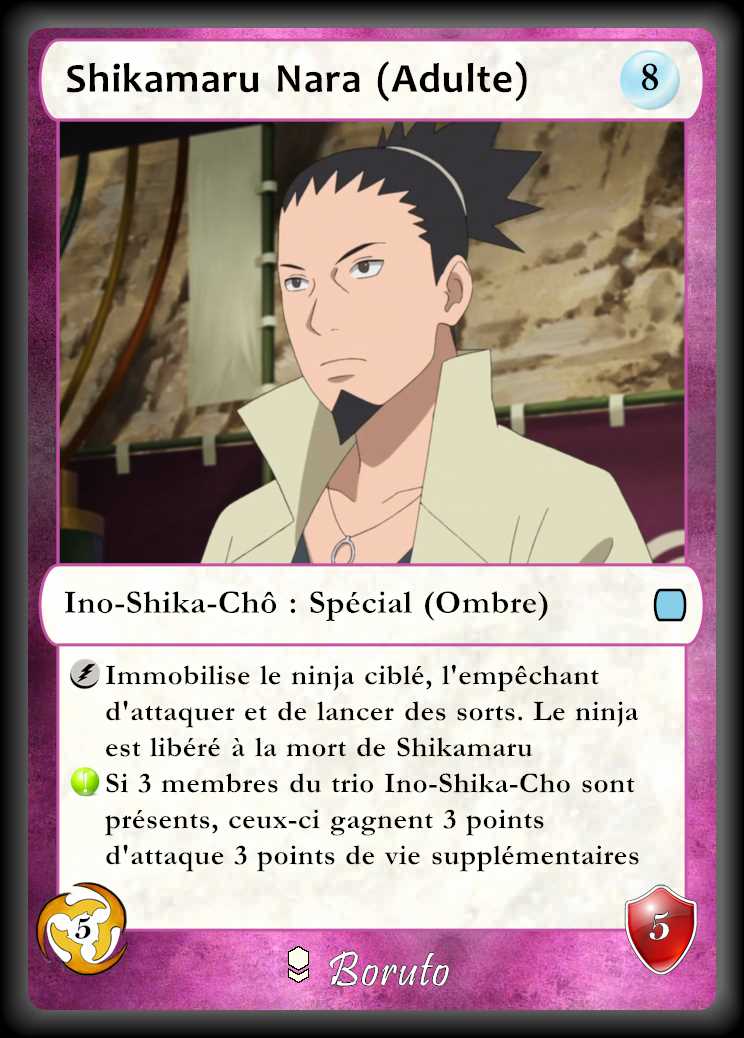 Shikamaru Nara (Adulte)
8
Ino-Shika-Chô : Spécial (Ombre)
Immobilise le ninja ciblé, l'empêchant
d'attaquer et de lancer des sorts. Le ninja
est libéré à la mort de Shikamaru
Si 3 membres du trio Ino-Shika-Cho sont
présents, ceux-ci gagnent 3 points
d'attaque 3 points de vie supplémentaires
5
5
Boruto